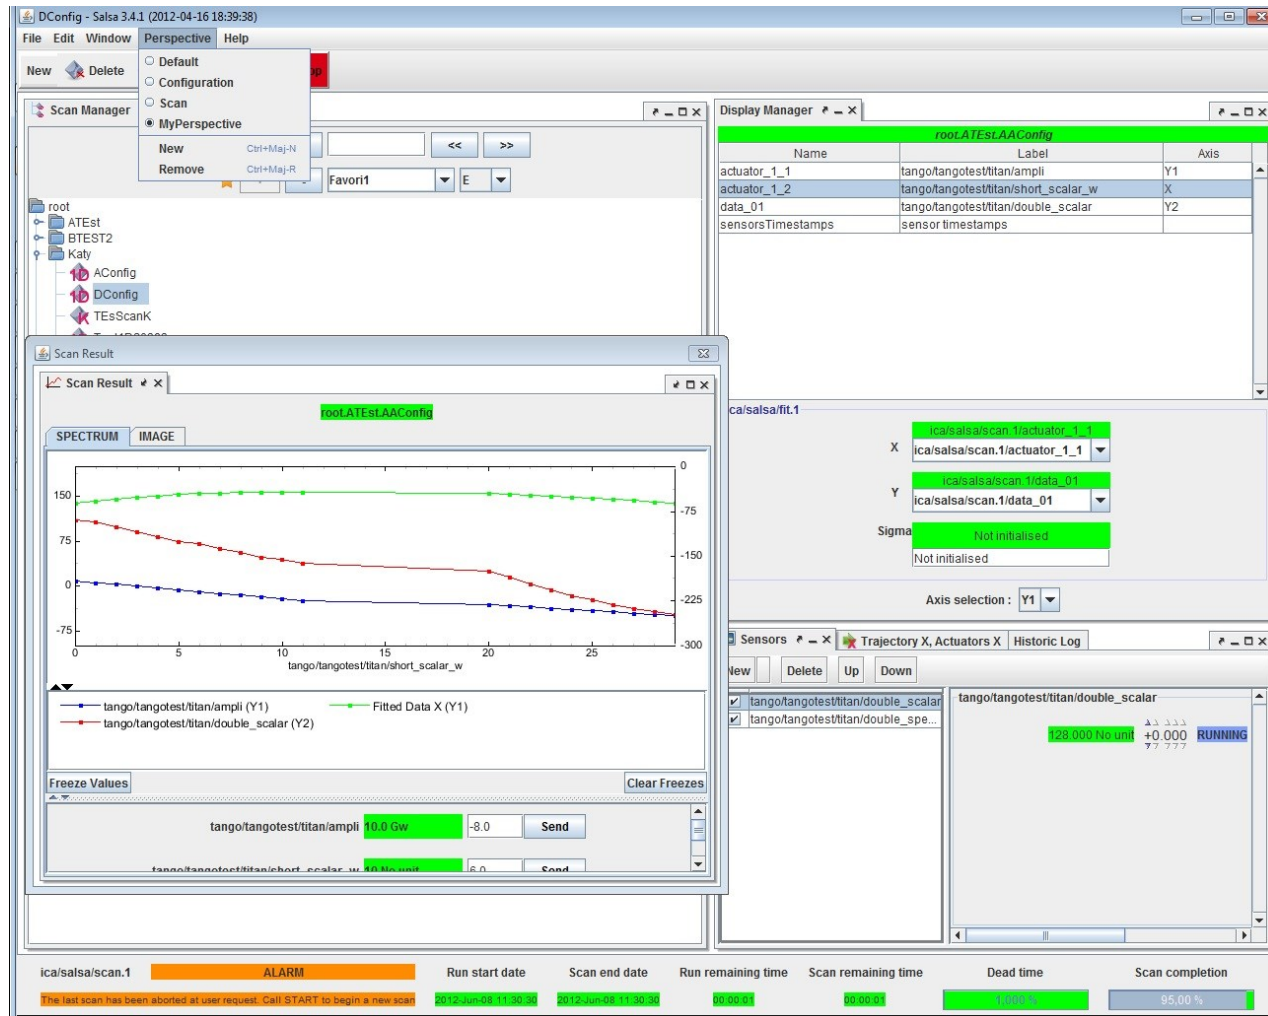 DConfig - Salsa 3.4.1 (2012-04-16 18:39:38)
File Edit Window Perspective Help
New Delete
Default
Configuration
Scan
MyPerspective
New Ctrl+Maj-N
Remove Ctrl+Maj-R
Scan Manager
<< >>
Favori1 E
root
ATEst
BTEST2
Katy
1D AConfig
1D DConfig
K TEsScanK
Display Manager
root.ATEst.AAConfig
Name Label Axis
actuator_1_1 tango/tangotest/titan/ampli Y1
actuator_1_2 tango/tangotest/titan/short_scalar_w X
data_01 tango/tangotest/titan/double_scalar Y2
sensorsTimestamps sensor timestamps
ica/salsa/fit.1
ica/salsa/scan.1/actuator_1_1
X ica/salsa/scan.1/actuator_1_1
ica/salsa/scan.1/data_01
Y ica/salsa/scan.1/data_01
Sigma Not initialised
Not initialised
Axis selection : Y1
Scan Result
Scan Result
root.ATEst.AAConfig
SPECTRUM IMAGE
150
75
0
-75
0
-75
-150
-225
-300
0 5 10 15 20 25
tango/tangotest/titan/short_scalar_w
tango/tangotest/titan/ampli (Y1) Fitted Data X (Y1)
tango/tangotest/titan/double_scalar (Y2)
Freeze Values Clear Freezes
tango/tangotest/titan/ampli 10.0 Gw -8.0 Send
tango/tangotest/titan/short_scalar_w 10 No unit 6.0 Send
Sensors Trajectory X, Actuators X Historic Log
New Delete Up Down
tango/tangotest/titan/double_scalar
tango/tangotest/titan/double_spe...
tango/tangotest/titan/double_scalar
128.000 No unit +0.000 RUNNING
ica/salsa/scan.1 ALARM Run start date Scan end date Run remaining time Scan remaining time Dead time Scan completion
The last scan has been aborted at user request. Call START to begin a new scan 2012-Jun-08 11:30:30 2012-Jun-08 11:30:30 00:00:01 00:00:01 1,000 % 95,00 %